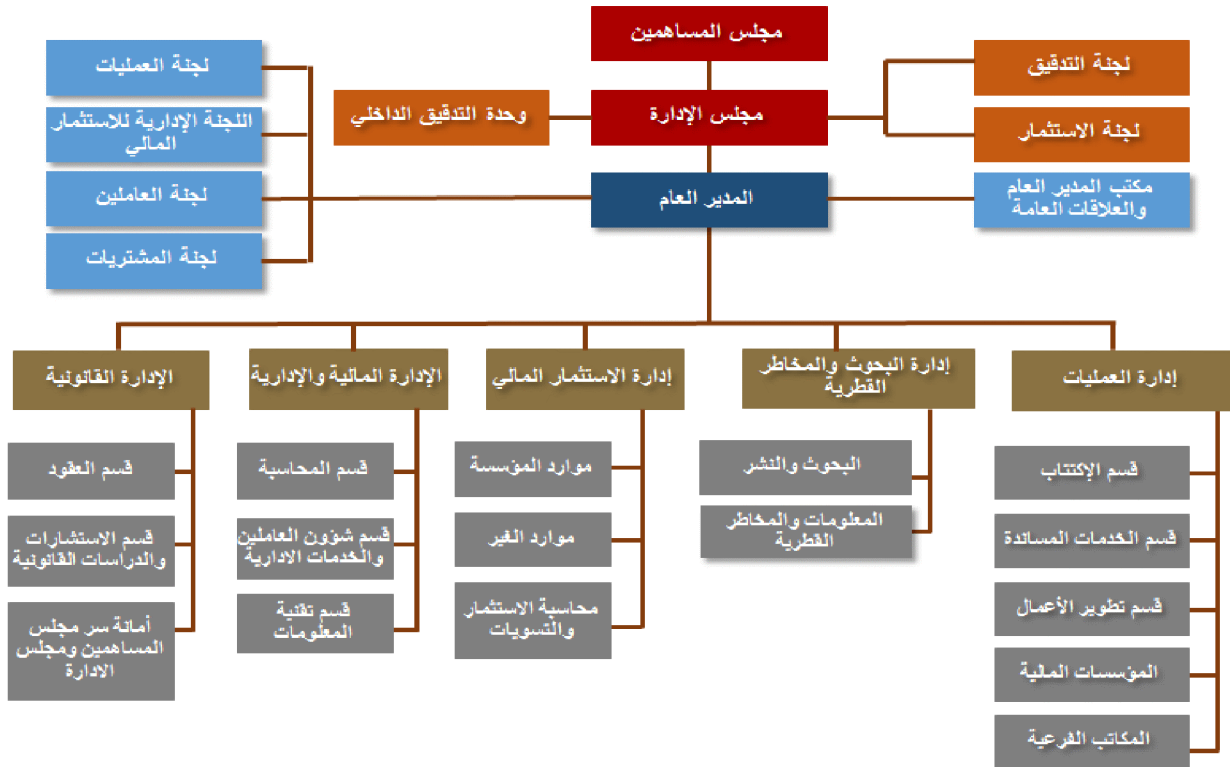 مجلس المساهمين
لجنة التدقيق
لجنة العمليات
مجلس الإدارة
وحدة التدقيق الداخلي
لجنة الاستثمار
اللجنة الإدارية للاستثمار
المالي
مكتب المدير العام
والعلاقات العامة
المدير العام
لجنة العاملين
لجنة المشتريات
إدارة العمليات
قسم الإكتتاب
قسم الخدمات المساندة
قسم تطوير الأعمال
المؤسسات المالية
المكاتب الفرعية
إدارة البحوث والمخاطر
القطرية
البحوث والنشر
المعلومات والمخاطر
القطرية
إدارة الاستثمار المالي
موارد المؤسسة
موارد الغير
محاسبة الاستثمار
والتسويات
الإدارة المالية والإدارية
قسم المحاسبة
قسم شؤون العاملين
والخدمات الادارية
قسم تقنية
المعلومات
الإدارة القانونية
قسم العقود
قسم الاستشارات
والدراسات القانونية
أمانة سر مجلس
المساهمين ومجلس
الادارة